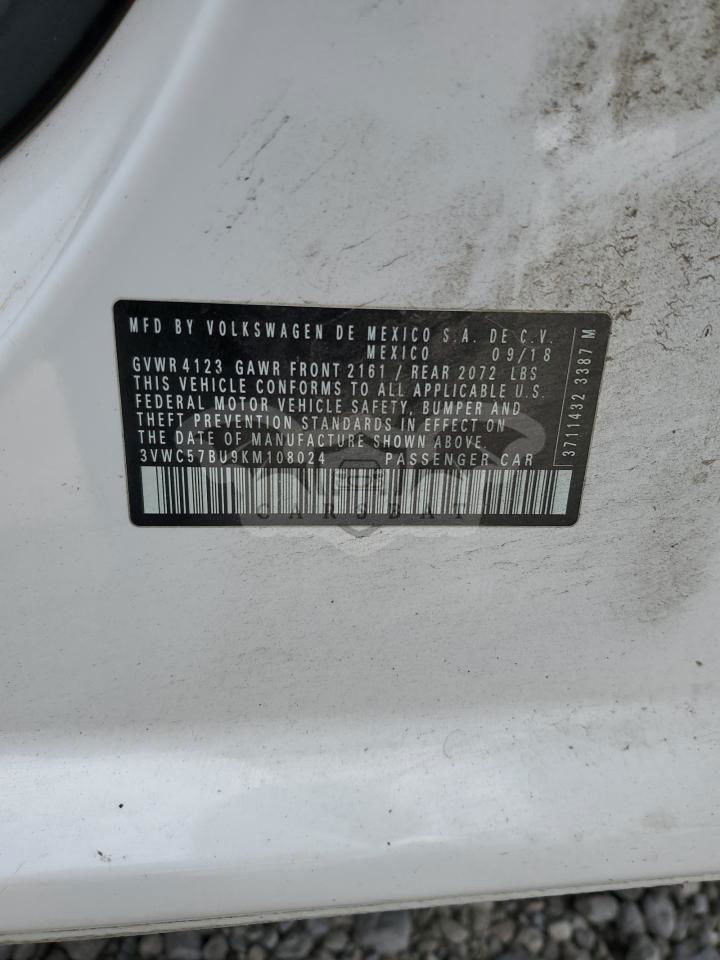 MFD BY VOLKSWAGEN DE MEXICO S.A. DE C.V.
MEXICO 09/18
GVWR 4123 GAWR FRONT 2161 / REAR 2072 LBS
THIS VEHICLE CONFORMS TO ALL APPLICABLE U.S.
FEDERAL MOTOR VEHICLE SAFETY, BUMPER AND
THEFT PREVENTION STANDARDS IN EFFECT ON
THE DATE OF MANUFACTURE SHOWN ABOVE.
3VWC57BU9KM108024 PASSENGER CAR
CARSBAT
3711432 3387 M